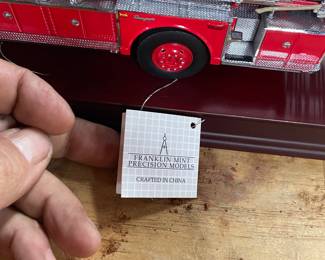 FRANKLIN MINT
PRECISION MODELS
CRAFTED IN CHINA